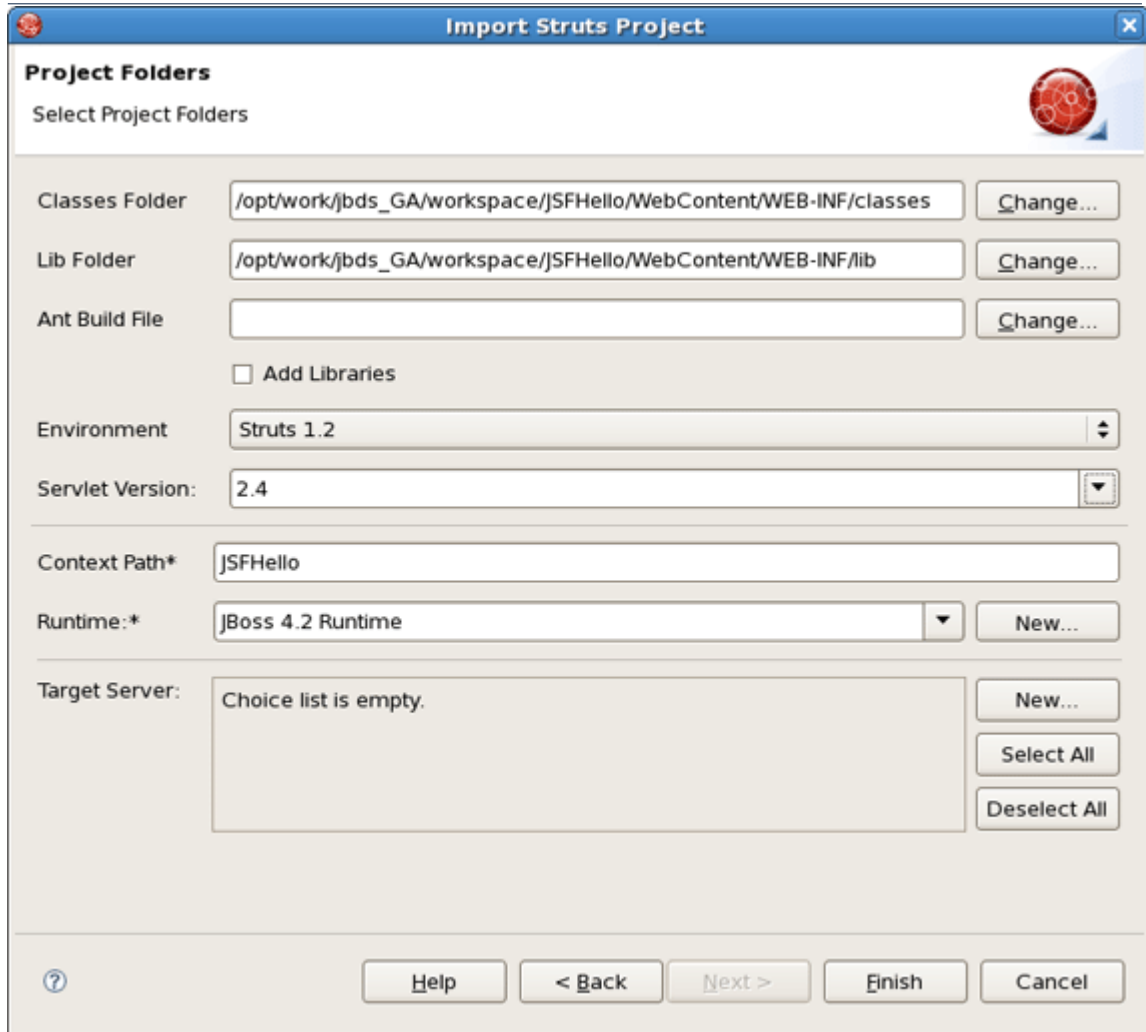 Import Struts Project
Project Folders
Select Project Folders
Classes Folder /opt/work/jbds_GA/workspace/JSFHello/WebContent/WEB-INF/classes Change...
Lib Folder /opt/work/jbds_GA/workspace/JSFHello/WebContent/WEB-INF/lib Change...
Ant Build File Change...
Add Libraries
Environment Struts 1.2
Servlet Version: 2.4
Context Path* JSFHello
Runtime:* JBoss 4.2 Runtime New...
Target Server: Choice list is empty. New...
Select All
Deselect All
? Help < Back Next > Finish Cancel